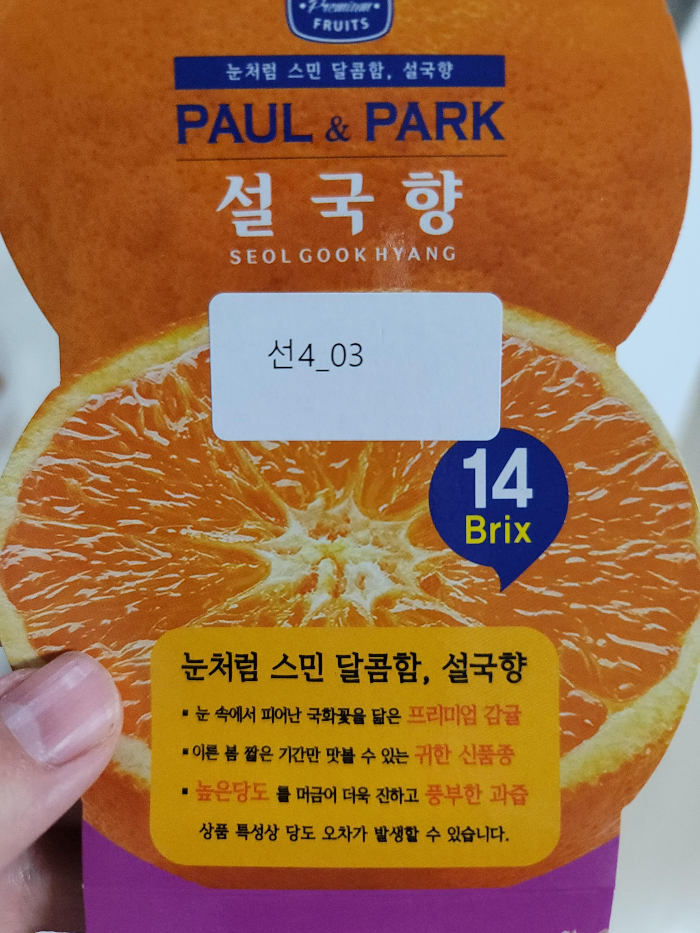 Premium
FRUITS
눈처럼 스민 달콤함, 설국향
PAUL & PARK
설국향
SEOLGOOKHYANG
선4_03
14
Brix
눈처럼 스민 달콤함, 설국향
▪ 눈 속에서 피어난 국화꽃을 닮은 프리미엄 감귤
▪ 이른 봄 짧은 기간만 맛볼 수 있는 귀한 신품종
▪ 높은당도 를 머금어 더욱 진하고 풍부한 과즙
상품 특성상 당도 오차가 발생할 수 있습니다.